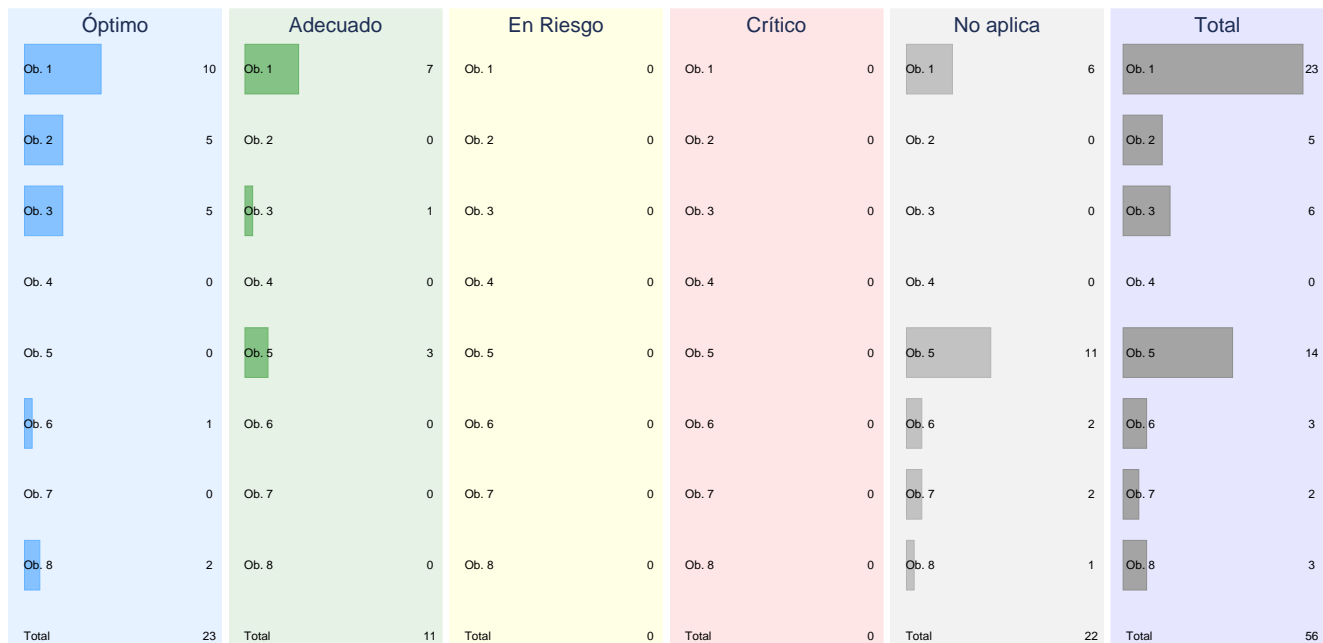 Óptimo Adecuado En Riesgo Crítico No aplica Total
Ob. 1 10 Ob. 1 7 Ob. 1 0 Ob. 1 0 Ob. 1 6 Ob. 1 23
Ob. 2 5 Ob. 2 0 Ob. 2 0 Ob. 2 0 Ob. 2 0 Ob. 2 5
Ob. 3 5 Ob. 3 1 Ob. 3 0 Ob. 3 0 Ob. 3 0 Ob. 3 6
Ob. 4 0 Ob. 4 0 Ob. 4 0 Ob. 4 0 Ob. 4 0 Ob. 4 0
Ob. 5 0 Ob. 5 3 Ob. 5 0 Ob. 5 0 Ob. 5 11 Ob. 5 14
Ob. 6 1 Ob. 6 0 Ob. 6 0 Ob. 6 0 Ob. 6 2 Ob. 6 3
Ob. 7 0 Ob. 7 0 Ob. 7 0 Ob. 7 0 Ob. 7 2 Ob. 7 2
Ob. 8 2 Ob. 8 0 Ob. 8 0 Ob. 8 0 Ob. 8 1 Ob. 8 3
Total 23 Total 11 Total 0 Total 0 Total 22 Total 56